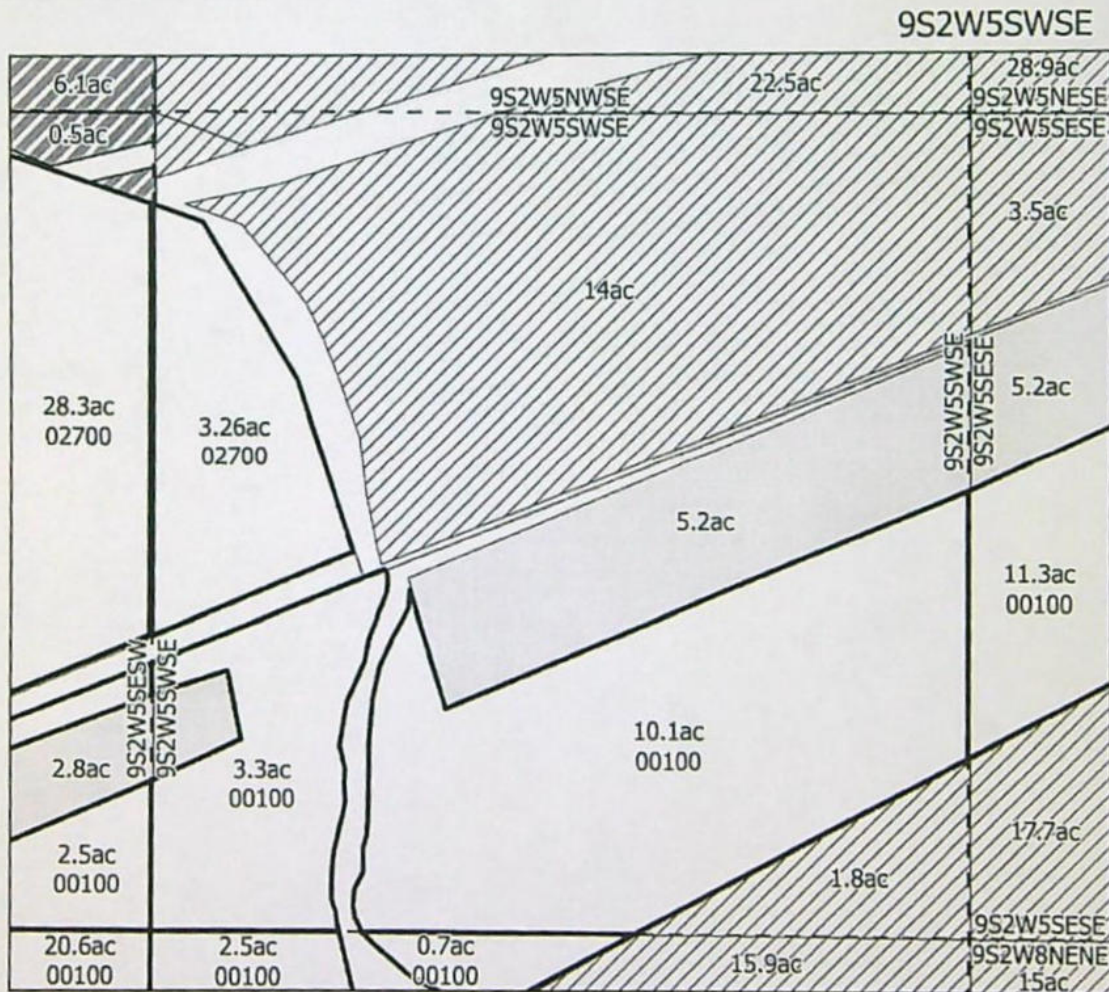 9S2W5SWSE
6.1ac
22.5ac
28.9ac
9S2W5NWSE
9S2W5NESE
0.5ac
9S2W5SWSE
9S2W5SESE
3.5ac
14ac
9S2W5SWSE
9S2W5SESE
5.2ac
28.3ac
02700
3.26ac
02700
5.2ac
11.3ac
00100
9S2W5SESW
9S2W5SWSE
2.8ac
3.3ac
00100
10.1ac
00100
2.5ac
00100
17.7ac
1.8ac
9S2W5SESE
20.6ac
00100
2.5ac
00100
0.7ac
00100
15.9ac
9S2W8NENE
15ac